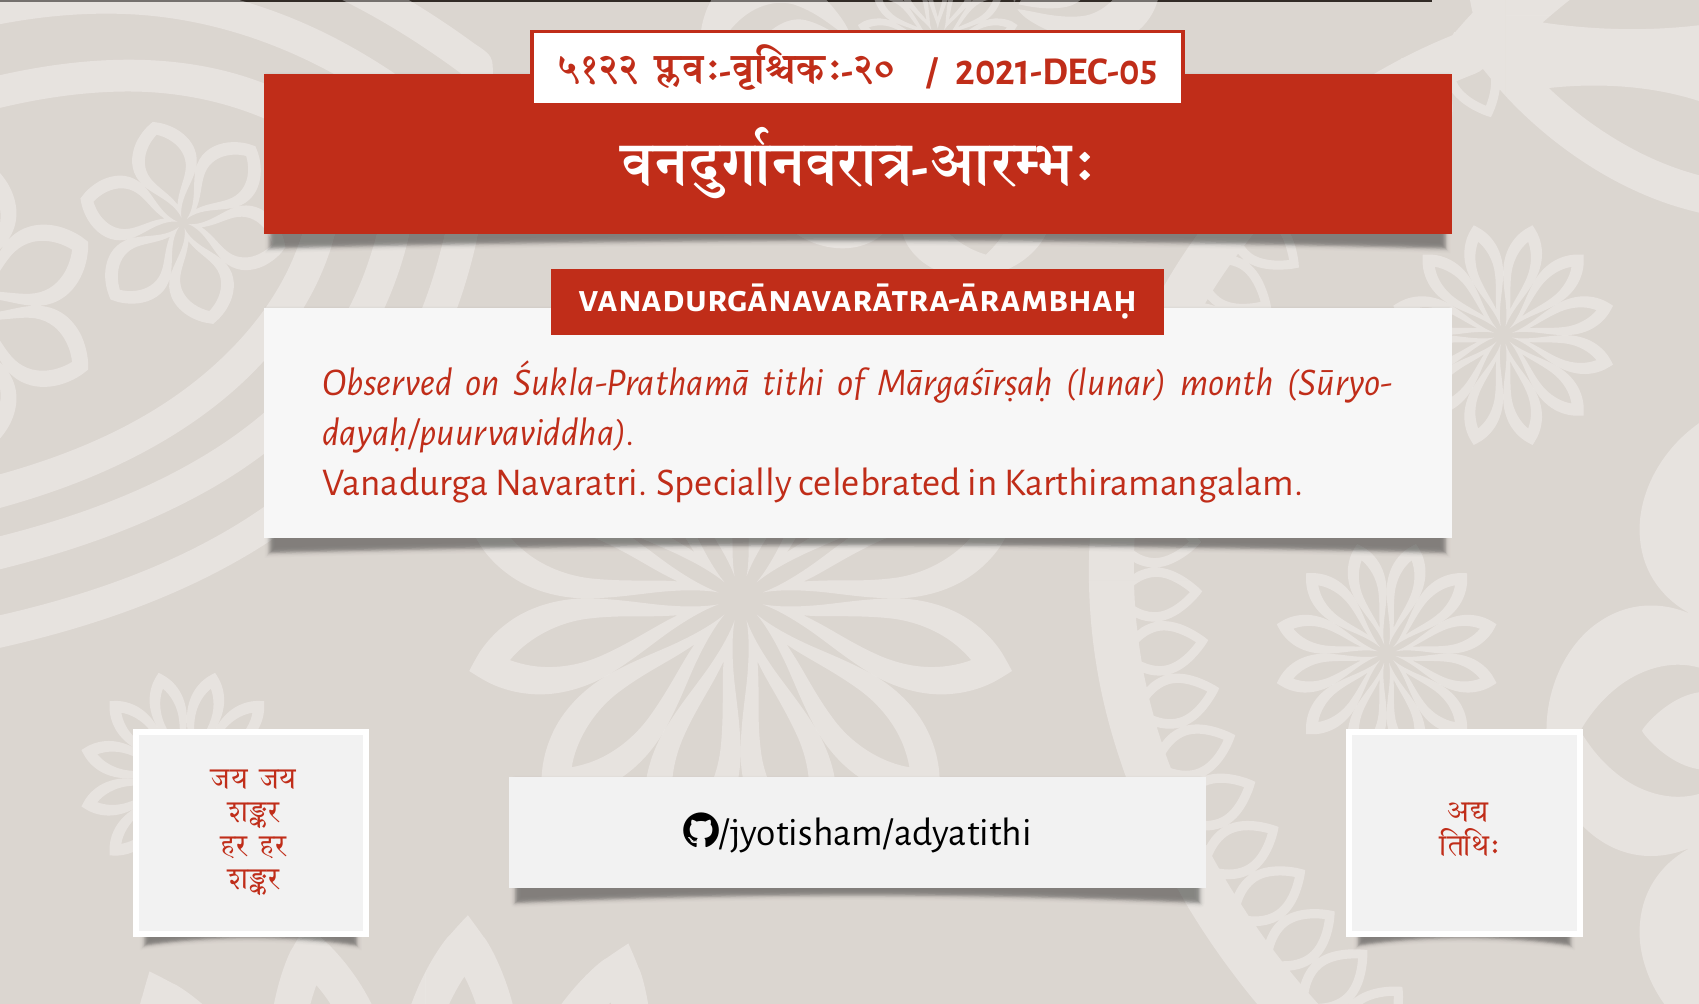 ५१२२ प्लवः-वृश्चिकः-२० / 2021-DEC-05
वनदुर्गानवरात्र-आरम्भः
VANADURGĀNAVARĀTRA-ĀRAMBHAḤ
Observed on Śukla-Prathamā tithi of Mārgaśīrṣaḥ (lunar) month (Sūryo-
dayaḥ/puurvaviddha).
Vanadurga Navaratri. Specially celebrated in Karthiramangalam.
जय जय
शङ्कर
हर हर
शङ्कर
/jyotisham/adyatithi
अद्य
तिथिः